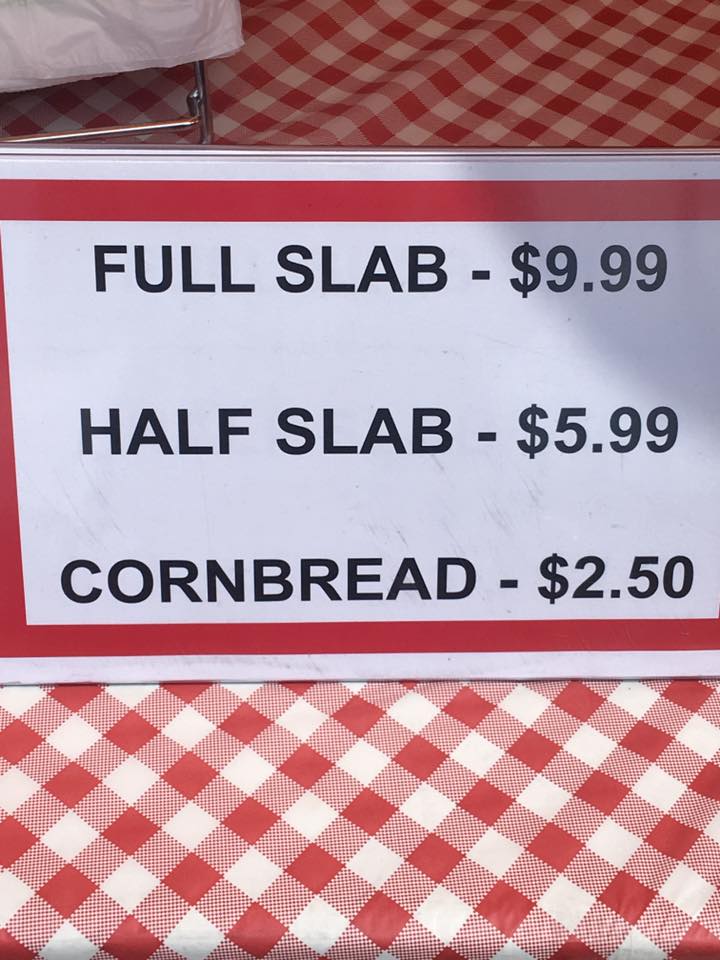 FULL SLAB - $9.99
HALF SLAB - $5.99
CORNBREAD - $2.50